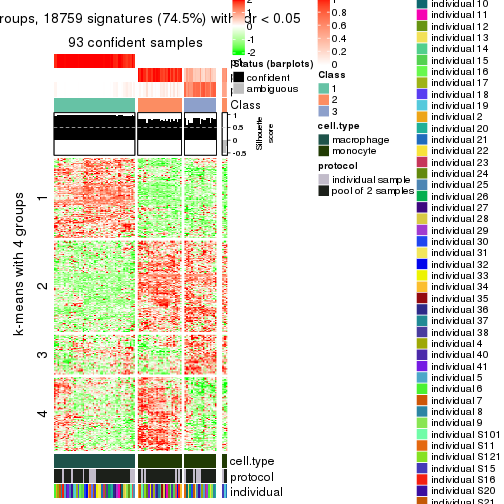 roups, 18759 signatures (74.5%) with fdr < 0.05
93 confident samples
k-means with 4 groups
1
2
3
4
2
1
0
-1
-2
0.8
0.6
0.4
0.2
0
Status (barplots)
confident
ambiguous
Class
1
2
3
Class
1
0.5
0
-0.5
Silhouette
score
cell.type
macrophage
monocyte
protocol
individual sample
pool of 2 samples
cell.type
protocol
individual
individual 10
individual 11
individual 12
individual 13
individual 14
individual 15
individual 16
individual 17
individual 18
individual 19
individual 2
individual 20
individual 21
individual 22
individual 23
individual 24
individual 25
individual 26
individual 27
individual 28
individual 29
individual 30
individual 31
individual 32
individual 33
individual 34
individual 35
individual 36
individual 37
individual 38
individual 4
individual 40
individual 41
individual 5
individual 6
individual 7
individual 8
individual 9
individual S101
individual S11
individual S121
individual S15
individual S16
individual S20
individual S21